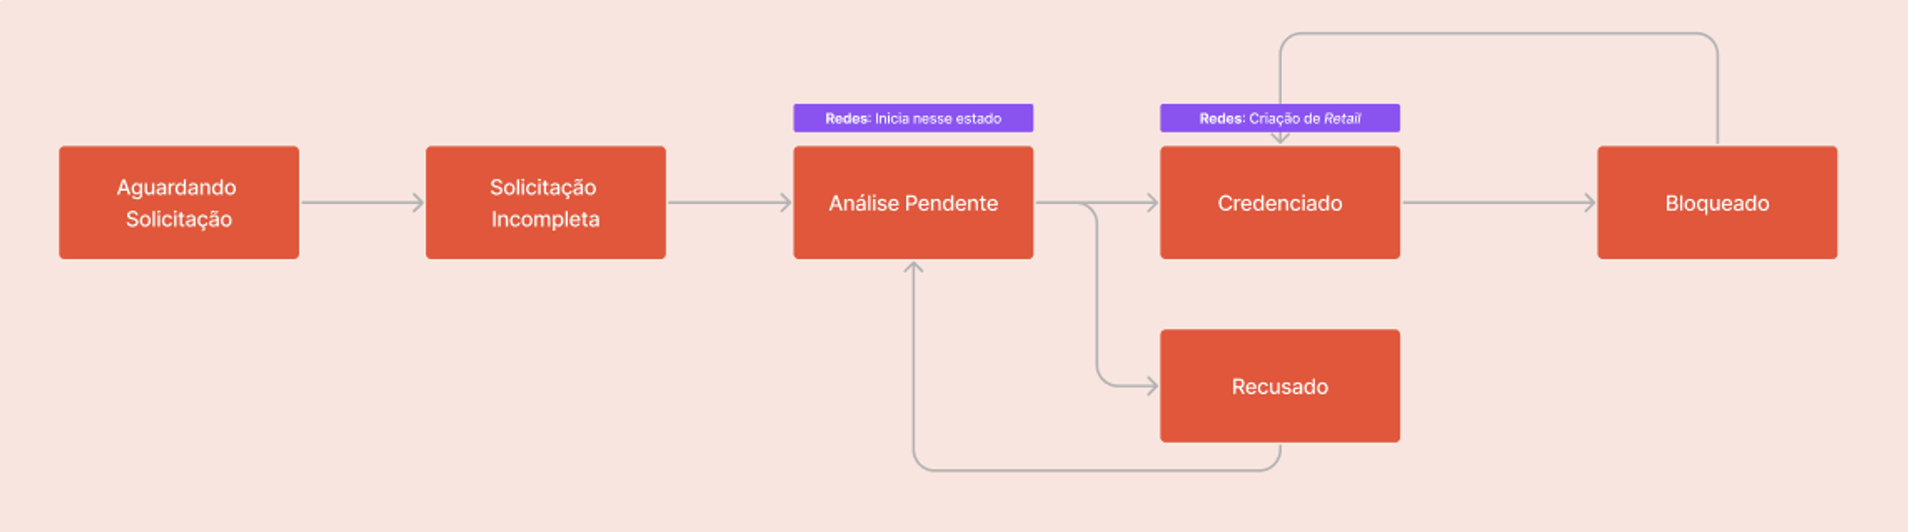 Redes: Inicia nesse estado
Redes: Criação de Retail
Aguardando
Solicitação
Solicitação
Incompleta
Análise Pendente
Credenciado
Bloqueado
Recusado